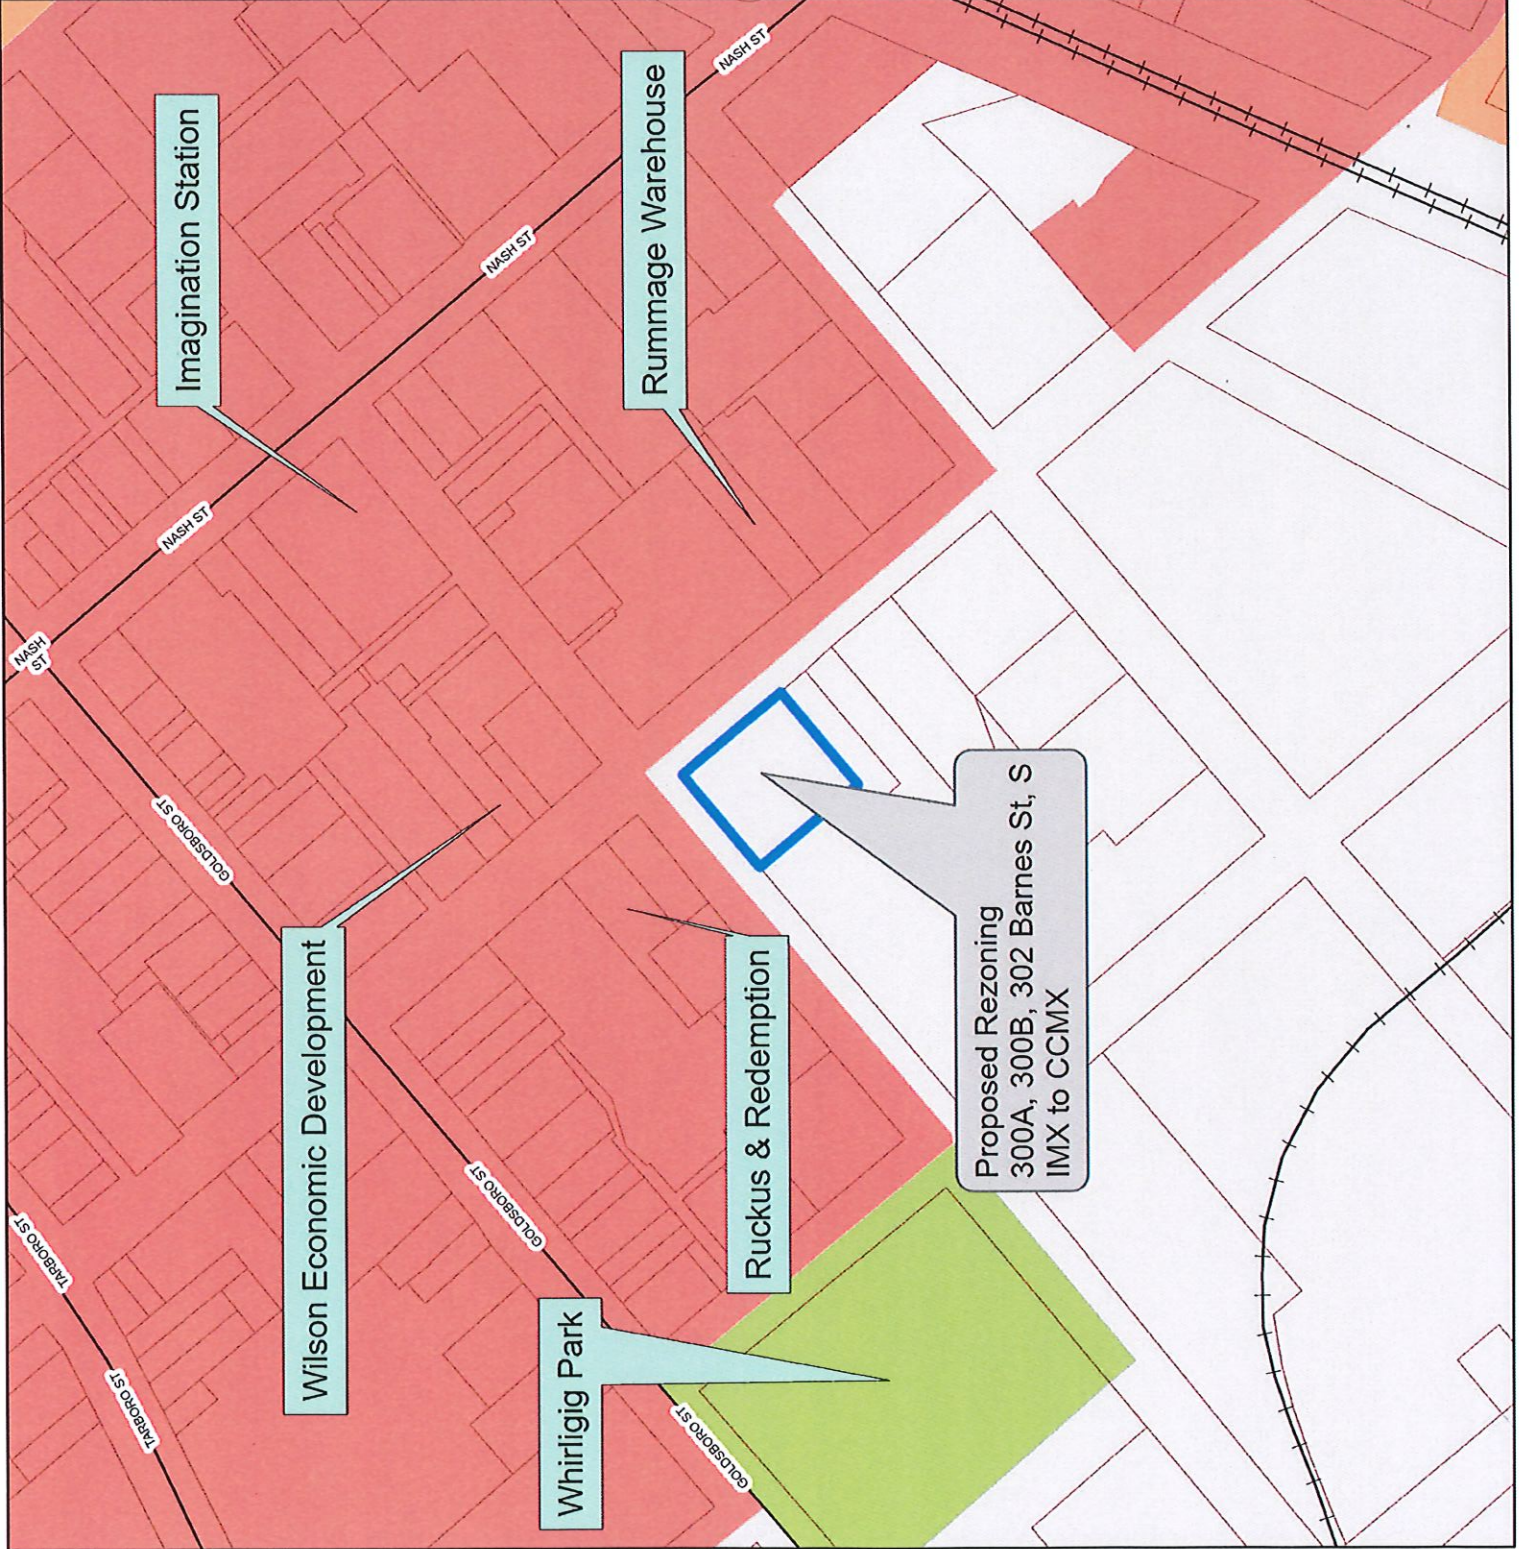 Whirligig Park
Wilson Economic Development
Ruckus & Redemption
Imagination Station
Rummage Warehouse
Proposed Rezoning
300A, 300B, 302 Barnes St, S
IMX to CCMX
TARBORO ST
TARBORO ST
GOLDSBORO ST
GOLDSBORO ST
GOLDSBORO ST
NASH
ST
NASH ST
NASH ST
NASH ST